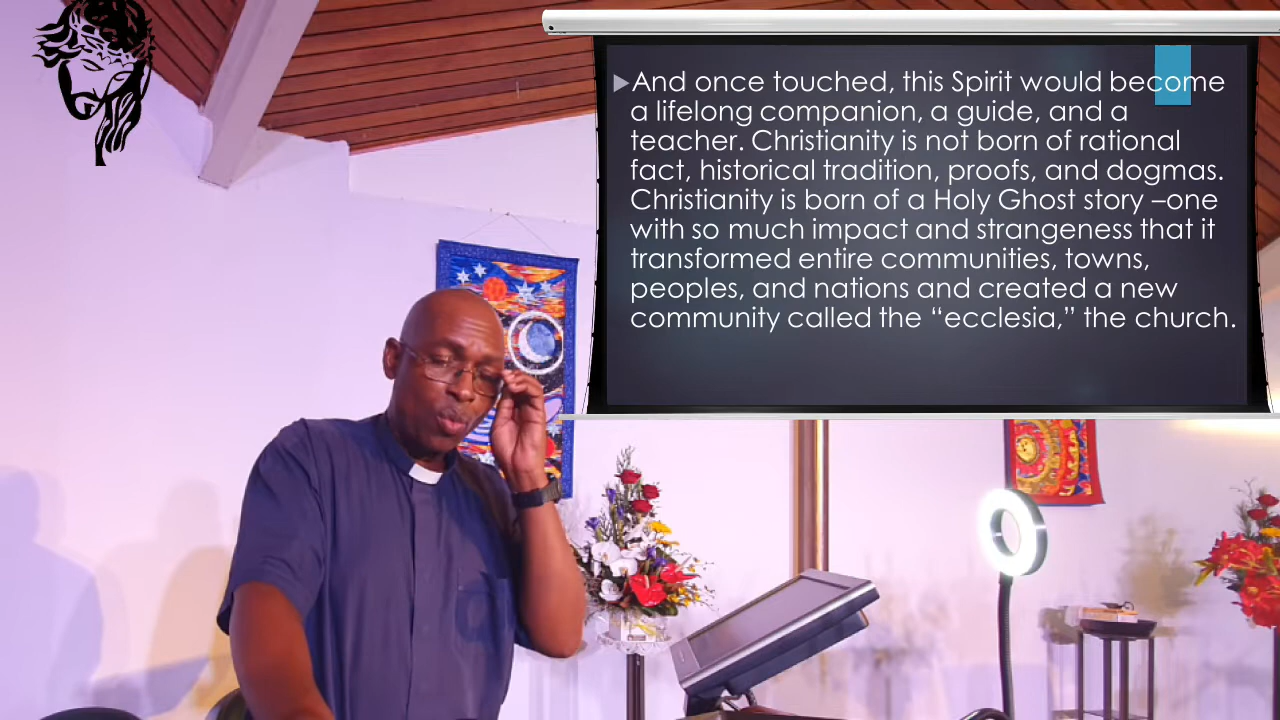 And once touched, this Spirit would become
a lifelong companion, a guide, and a
teacher. Christianity is not born of rational
fact, historical tradition, proofs, and dogmas.
Christianity is born of a Holy Ghost story –one
with so much impact and strangeness that it
transformed entire communities, towns,
peoples, and nations and created a new
community called the “ecclesia,” the church.